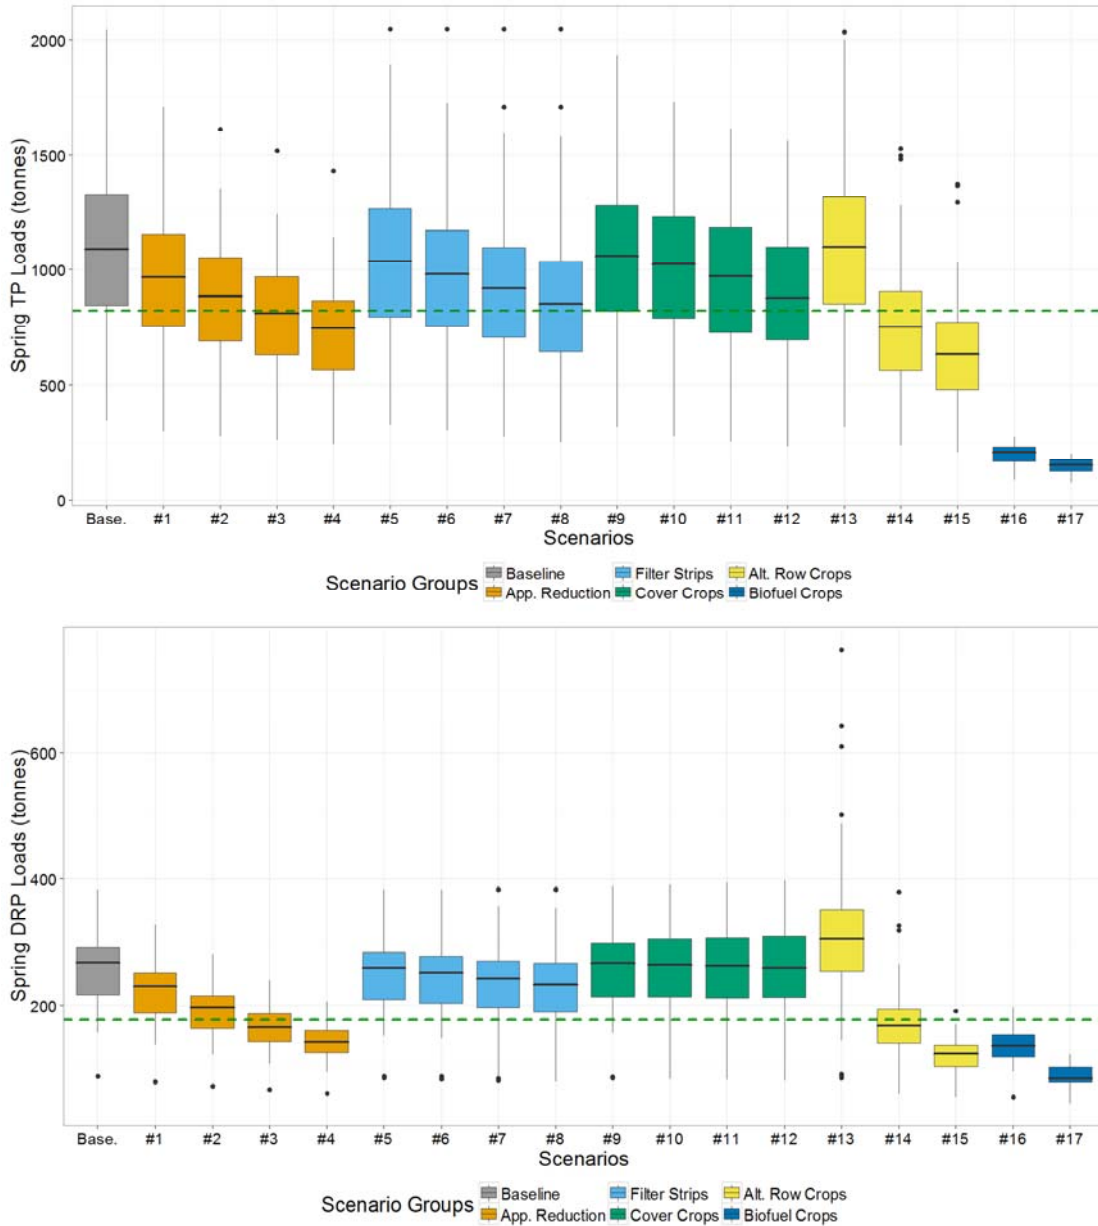 Spring TP Loads (tonnes)
2000
1500
1000
500
0
Base. #1 #2 #3 #4 #5 #6 #7 #8 #9 #10 #11 #12 #13 #14 #15 #16 #17
Scenarios
Scenario Groups Baseline Filter Strips Alt. Row Crops
App. Reduction Cover Crops Biofuel Crops
Spring DRP Loads (tonnes)
600
400
200
Base. #1 #2 #3 #4 #5 #6 #7 #8 #9 #10 #11 #12 #13 #14 #15 #16 #17
Scenarios
Scenario Groups Baseline Filter Strips Alt. Row Crops
App. Reduction Cover Crops Biofuel Crops